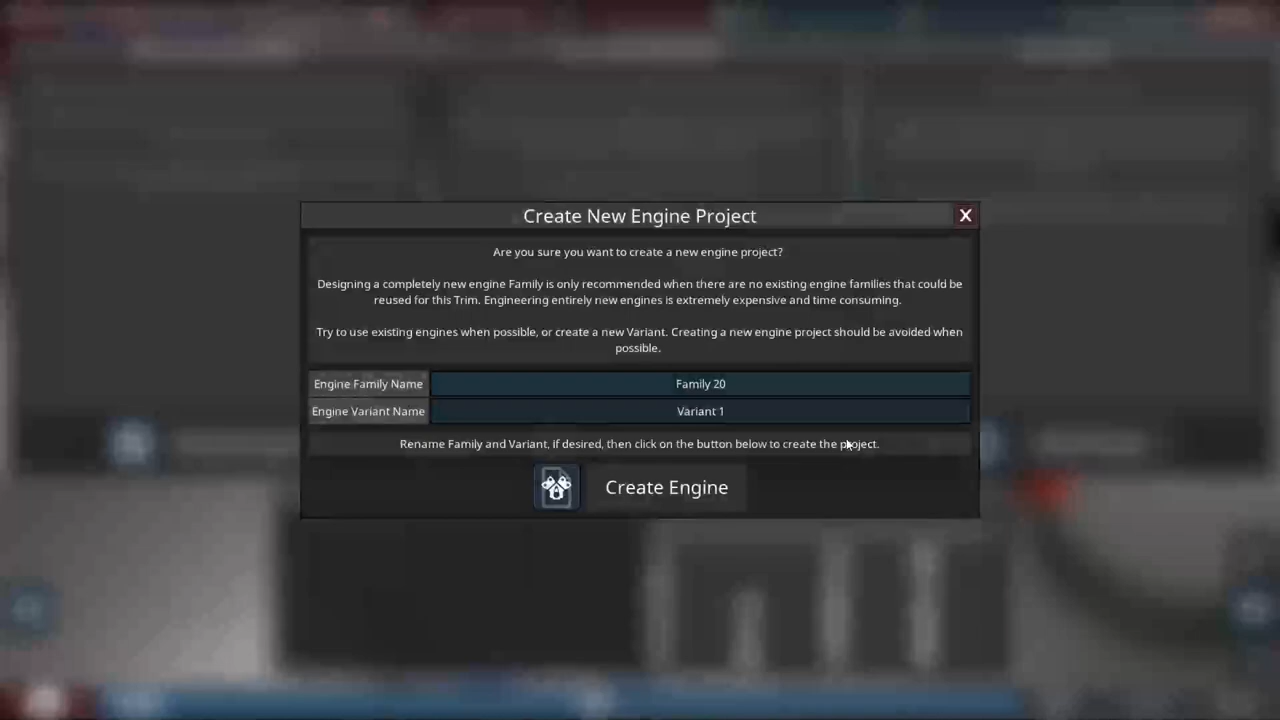 Create New Engine Project
X
Are you sure you want to create a new engine project?
Designing a completely new engine Family is only recommended when there are no existing engine families that could be
reused for this Trim. Engineering entirely new engines is extremely expensive and time consuming.
Try to use existing engines when possible, or create a new Variant. Creating a new engine project should be avoided when
possible.
Engine Family Name Family 20
Engine Variant Name Variant 1
Rename Family and Variant, if desired, then click on the button below to create the project.
Create Engine